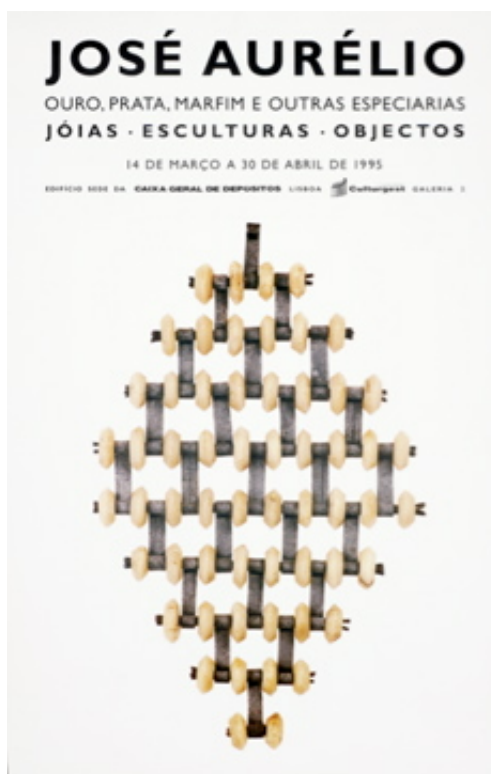 JOSÉ AURÉLIO
OURO, PRATA, MARFIM E OUTRAS ESPECIARIAS
JÓIAS · ESCULTURAS · OBJECTOS
14 DE MARÇO A 30 DE ABRIL DE 1995
EDIFÍCIO SEDE DA CAIXA GERAL DE DEPOSITOS LISBOA Culturgest GALERIA 2